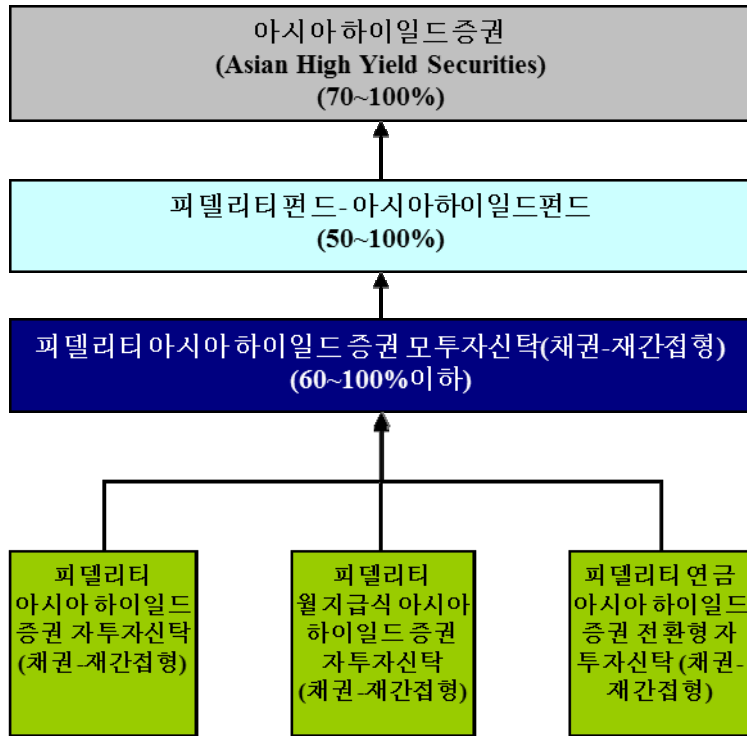 아시아 하이일드 증권
(Asian High Yield Securities)
(70~100%)
피델리티펀드- 아시아하이일드펀드
(50~100%)
피델리티 아시아 하이일드 증권 모투자신탁(채권-재간접형)
(60~100%이하)
피델리티
아시아 하이일드
증권 자투자신탁
(채권-재간접형)
피델리티
월지급식 아시아
하이일드 증권
자투자신탁
(채권-재간접형)
피델리티 연금
아시아 하이일드
증권 전환형 자
투자신탁 (채권-
재간접형)